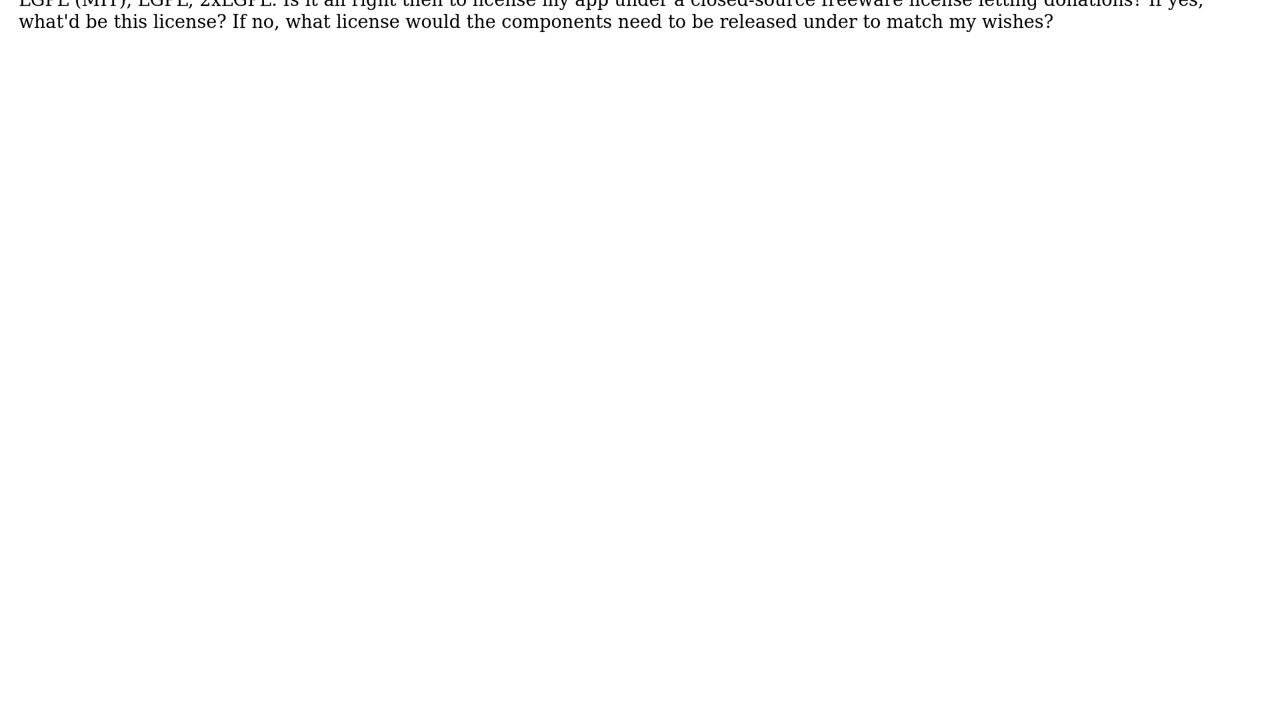 LGPL (MIT), LGPL, 2xLGPL. Is it all right then to license my app under a closed-source freeware license letting donations? If yes,
what'd be this license? If no, what license would the components need to be released under to match my wishes?